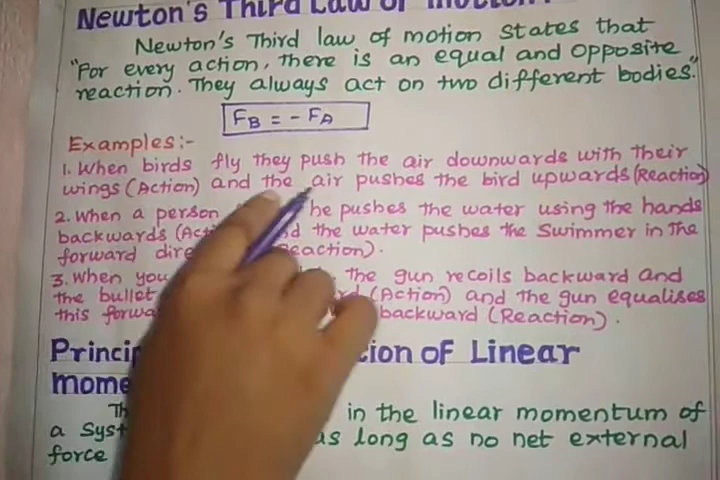 Newton's Third Law of Motion:
Newton's Third law of motion states that
"For every action, there is an equal and opposite
reaction. They always act on two different bodies."
FB = - FA
Examples:-
1. When birds fly they push the air downwards with their
wings (Action) and the air pushes the bird upwards (Reaction)
2. When a person he pushes the water using the hands
backwards the water pushes the Swimmer in the
forward Reaction).
3. When you the gun recoils backward and
the bullet (Action) and the gun equalises
this backward (Reaction).
of Linear
in the linear momentum of
a as long as no net external
force